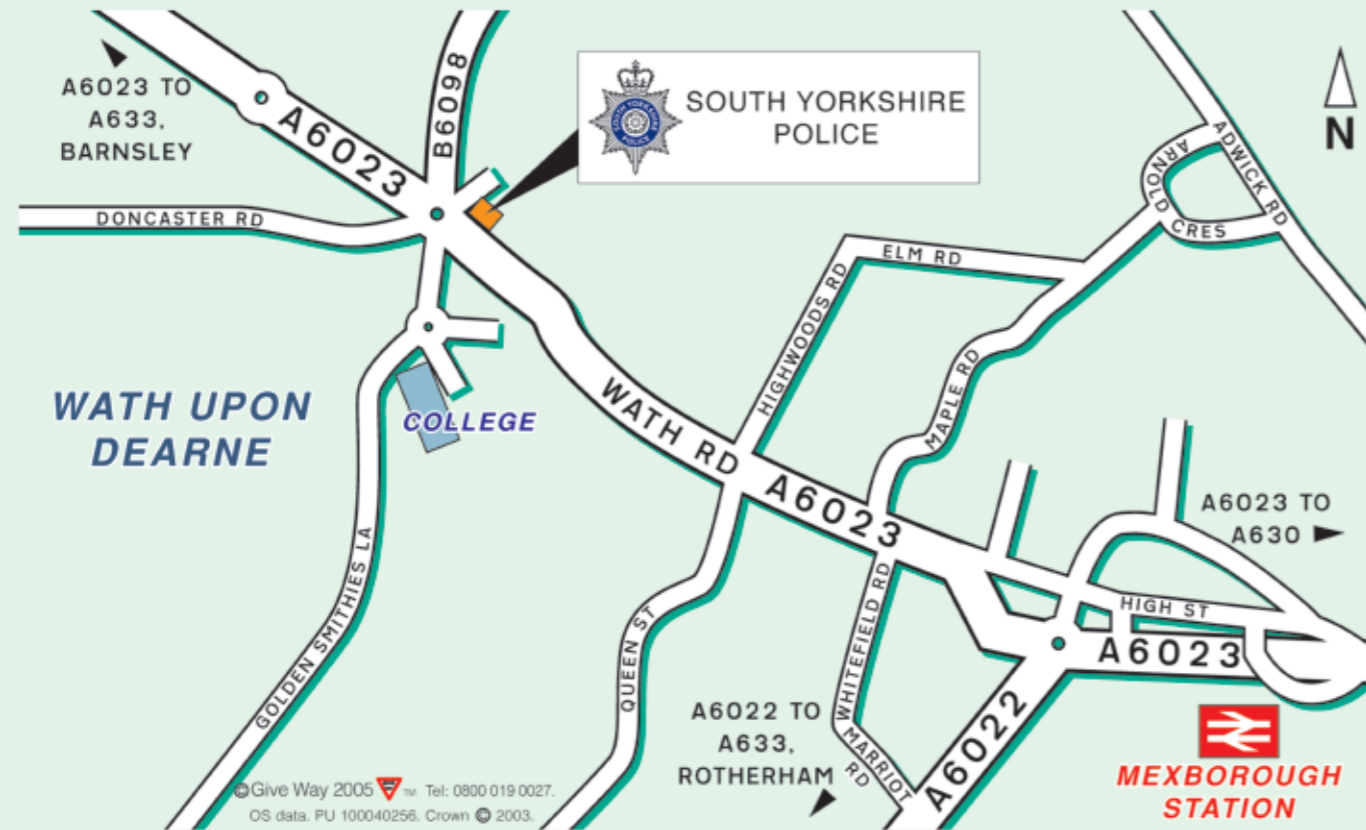 A6023 TO
A633,
BARNSLEY
A6023
B6098
SOUTH YORKSHIRE
POLICE
SOUTH YORKSHIRE
POLICE
N
ADWICK RD
ARNOLD CRES
DONCASTER RD
ELM RD
HIGHWOODS RD
MAPLE RD
WATH UPON
DEARNE
COLLEGE
WATH RD
A6023
A6023 TO
A630
GOLDEN SMITHIES LA
QUEEN ST
WHITEFIELD RD
HIGH ST
A6023
A6022 TO
A633,
ROTHERHAM
MARRIOT
RD
A6022
MEXBOROUGH
STATION
©Give Way 2005 TM Tel: 0800 019 0027.
OS data. PU 100040256. Crown © 2003.